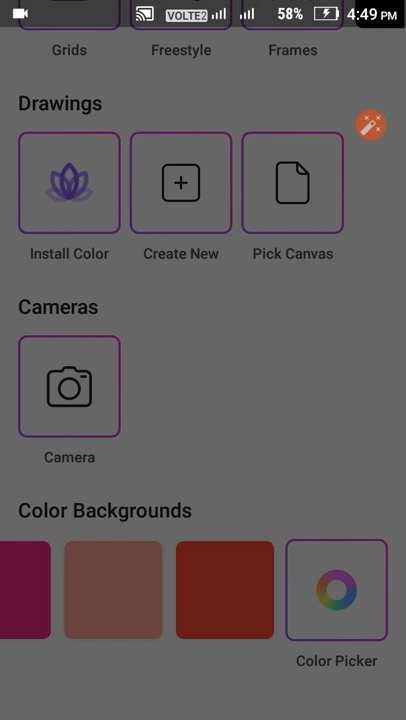 VOLTE2 58% 4:49 PM
Grids Freestyle Frames
Drawings
Install Color Create New Pick Canvas
Cameras
Camera
Color Backgrounds
Color Picker